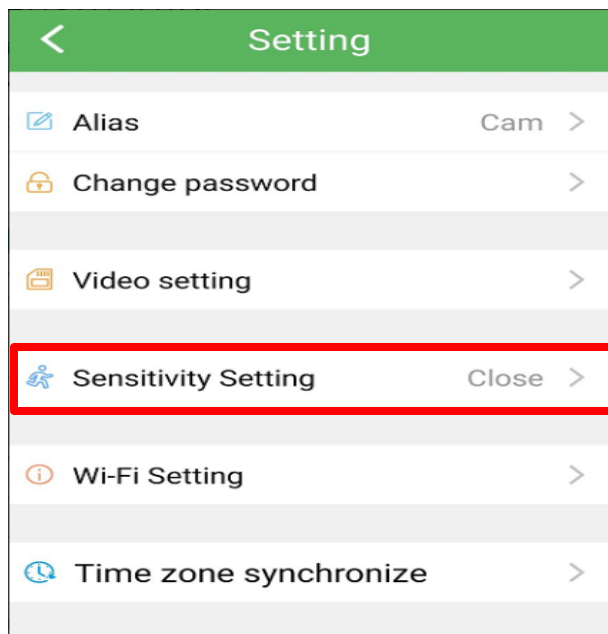 Setting
Alias Cam
Change password
Video setting
Sensitivity Setting Close
Wi-Fi Setting
Time zone synchronize